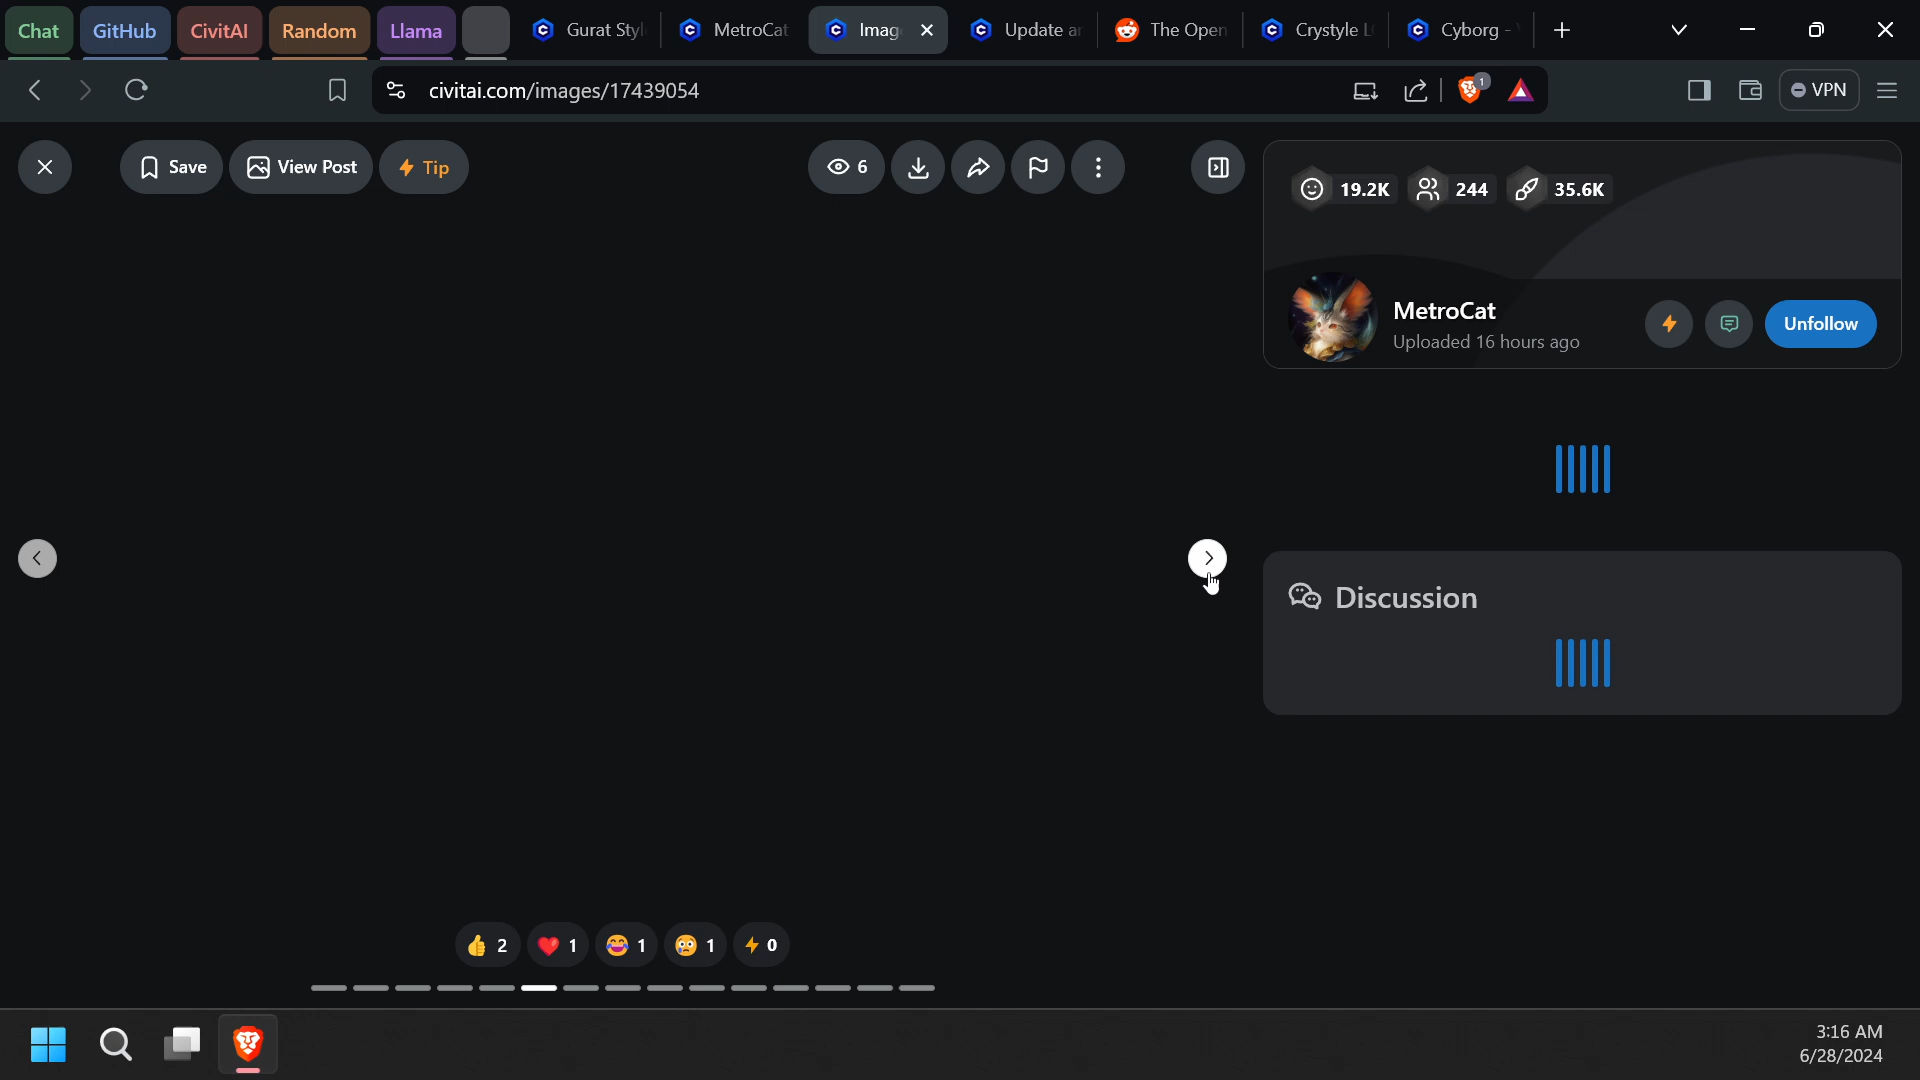 Chat GitHub CivitAI Random Llama Gurat Styl MetroCat Imag Update ar The Open Crystyle L Cyborg -
civitai.com/images/17439054 1 VPN
Save View Post Tip 6
19.2K 244 35.6K
MetroCat
Uploaded 16 hours ago
Unfollow
Discussion
2 1 1 1 0
3:16 AM
6/28/2024